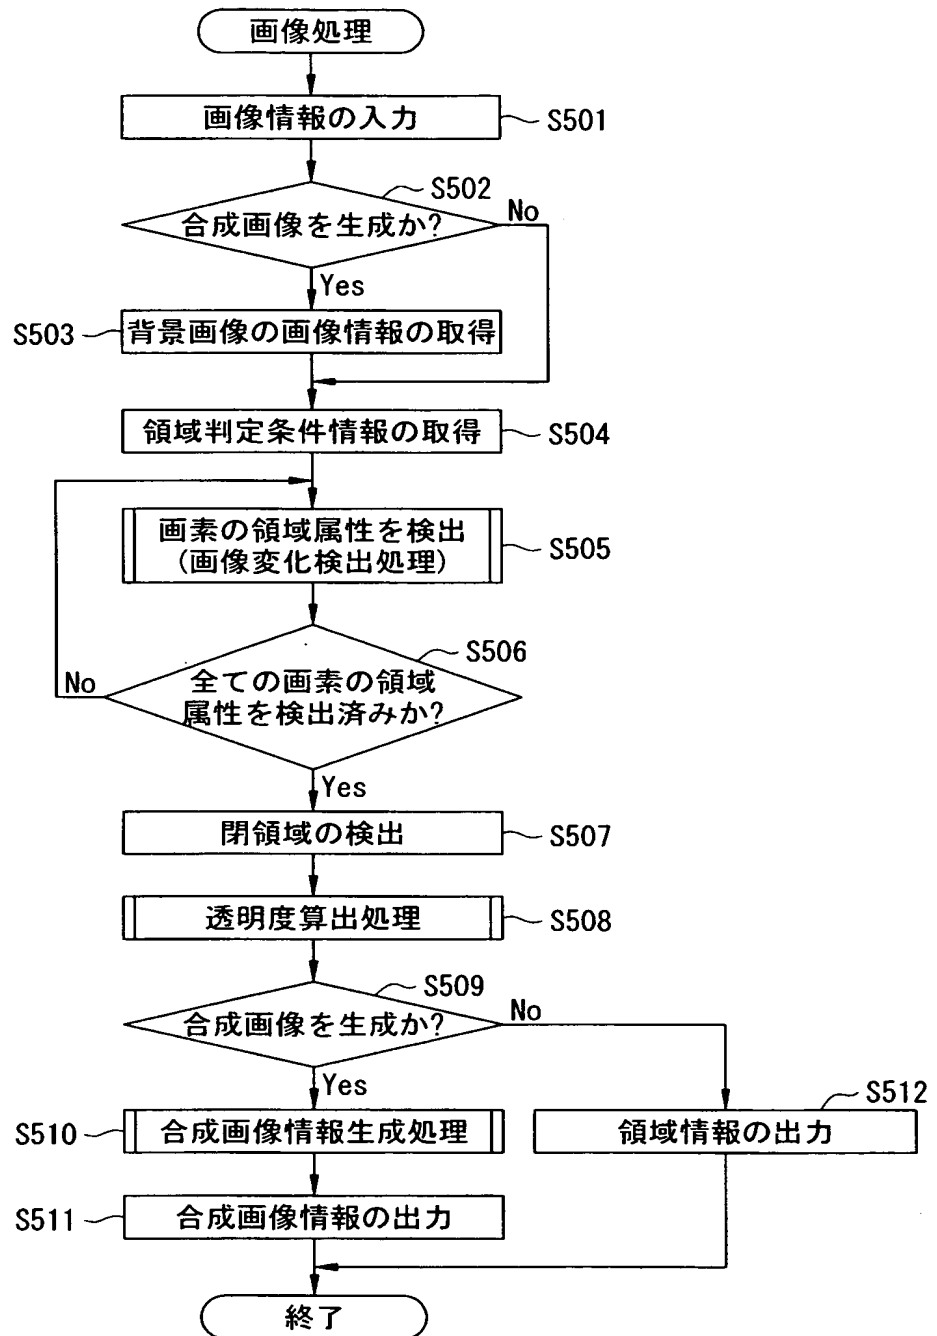 画像処理
画像情報の入力
S501
S502
合成画像を生成か?
No
Yes
S503
背景画像の画像情報の取得
領域判定条件情報の取得
S504
画素の領域属性を検出
(画像変化検出処理)
S505
S506
全ての画素の領域
属性を検出済みか?
No
Yes
閉領域の検出
S507
透明度算出処理
S508
S509
合成画像を生成か?
No
Yes
S510
合成画像情報生成処理
S512
領域情報の出力
S511
合成画像情報の出力
終了